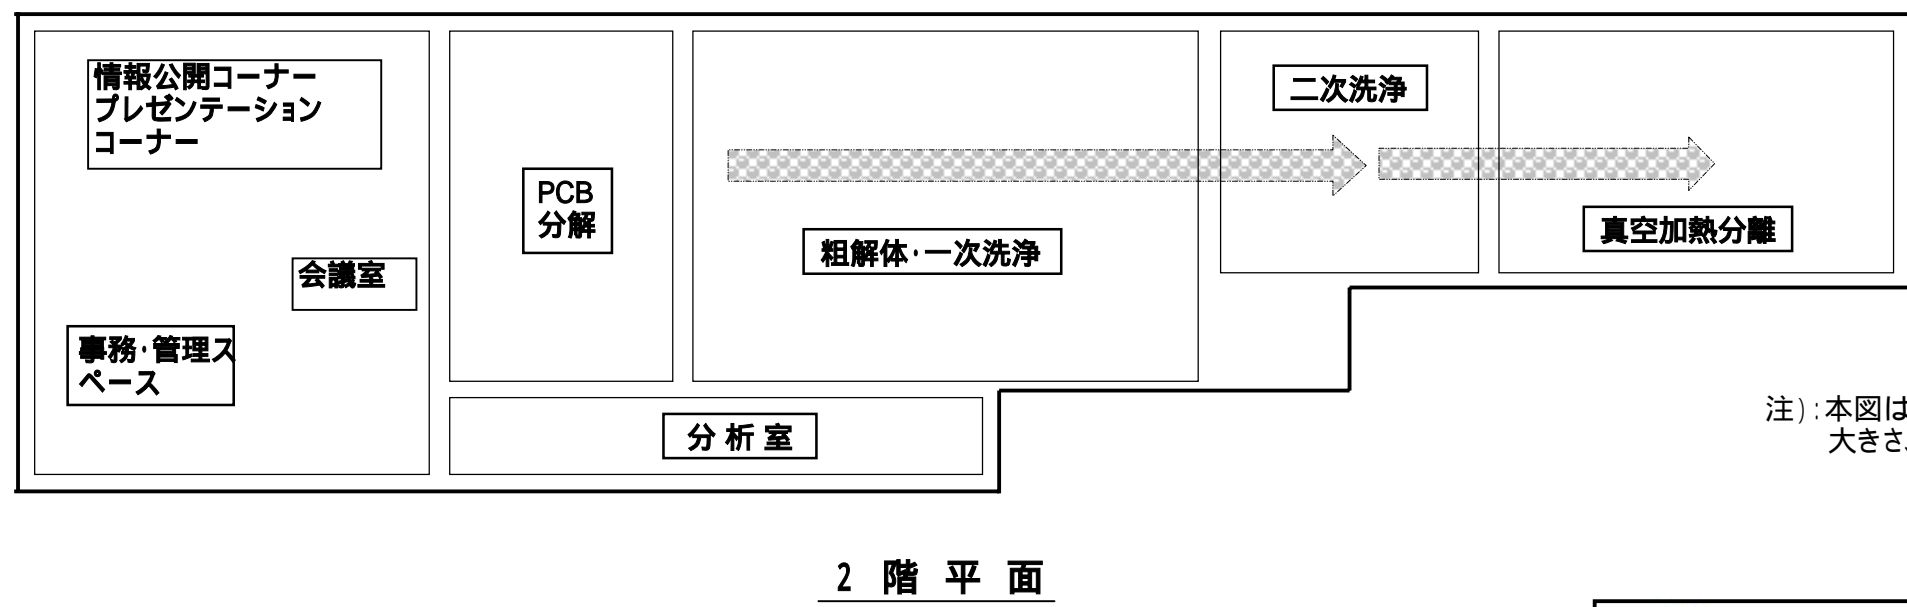 情報公開コーナー
プレゼンテーション
コーナー
会議室
事務・管理ス
ペース
PCB
分解
粗解体・一次洗浄
二次洗浄
真空加熱分離
分 析 室
注）：本図は
大きさ、
2 階 平 面